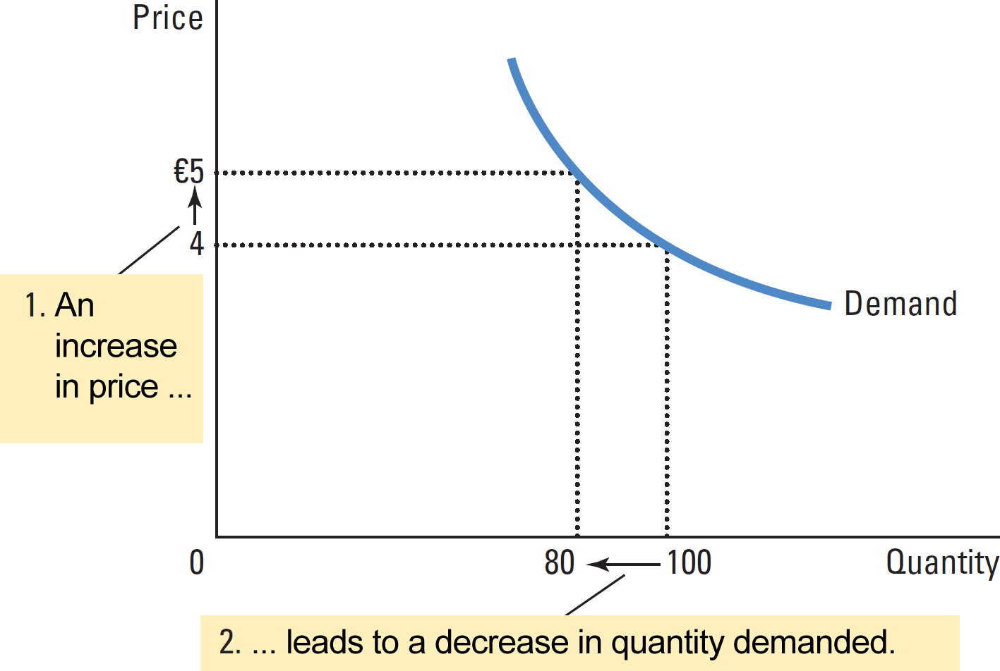 Price
€5
4
1. An
increase
in price ...
Demand
0
80
100
Quantity
2. ... leads to a decrease in quantity demanded.